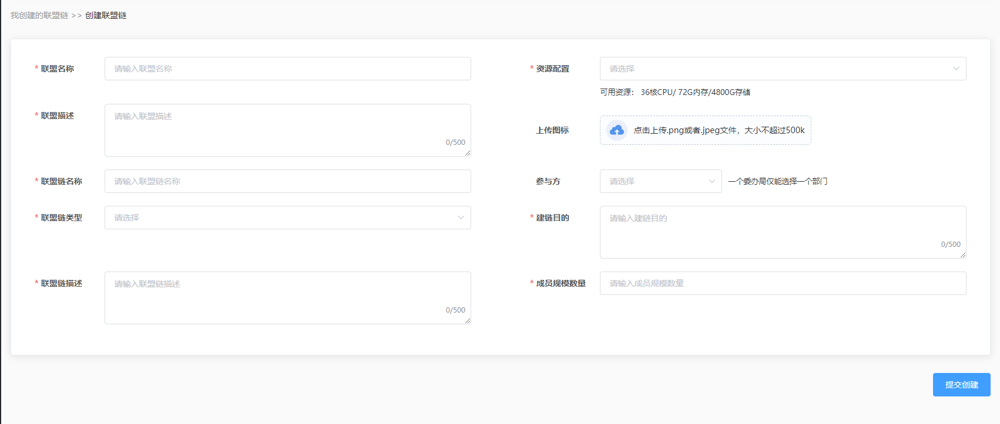 我创建的联盟链 >> 创建联盟链
* 联盟名称
请输入联盟名称
* 资源配置
请选择
可用资源： 36核CPU/ 72G内存/4800G存储
* 联盟描述
请输入联盟描述
0/500
上传图标
点击上传.png或者.jpeg文件，大小不超过500k
* 联盟链名称
请输入联盟链名称
参与方
请选择
一个委办局仅能选择一个部门
* 联盟链类型
请选择
* 建链目的
请输入建链目的
0/500
* 联盟链描述
请输入联盟链描述
0/500
* 成员规模数量
请输入成员规模数量
提交创建